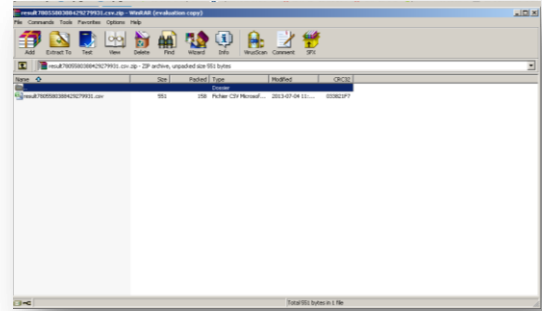 result7805580388429279931.csv.zip - WinRAR (evaluation copy)
File Commands Tools Favorites Options Help
Add Extract To Test View Delete Find Wizard Info VirusScan Comment SFX
result7805580388429279931.csv.zip - ZIP archive, unpacked size 551 bytes
Name Size Packed Type Modified CRC32
.. Dossier
result7805580388429279931.csv 551 158 Fichier CSV Microsof... 2013-07-04 11:...
Total 551 bytes in 1 file